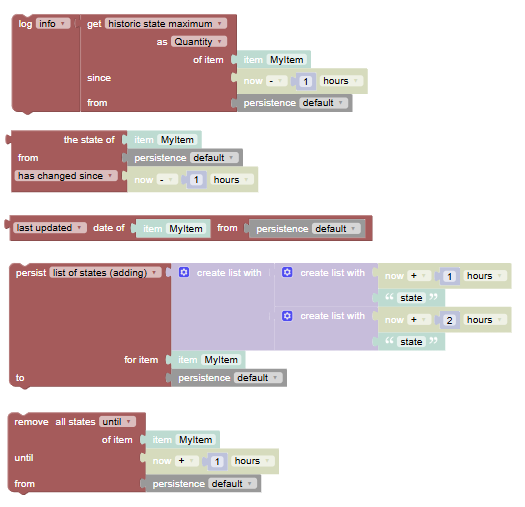 log info get historic state maximum
as Quantity
of item item MyItem
since now - 1 hours
from persistence default
the state of item MyItem
from persistence default
has changed since now - 1 hours
last updated date of item MyItem from persistence default
persist list of states (adding) create list with create list with now + 1 hours
“ state ”
create list with now + 2 hours
“ state ”
for item item MyItem
to persistence default
remove all states until
of item item MyItem
until now + 1 hours
from persistence default